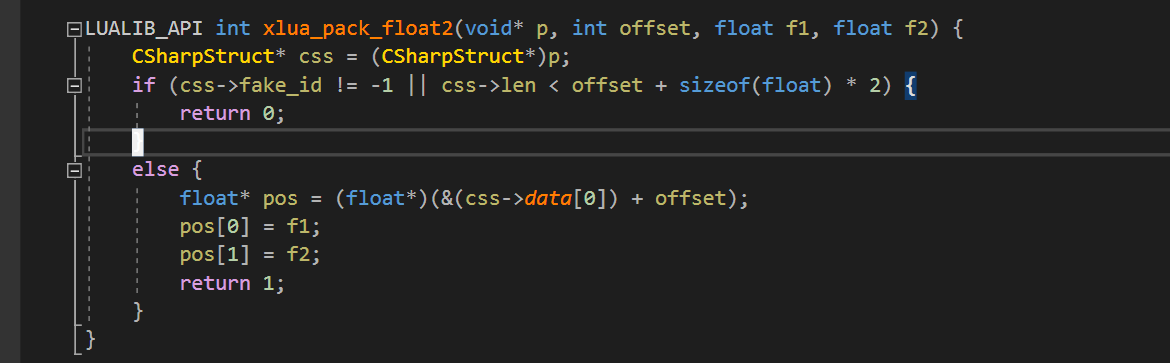 LUALIB_API int xlua_pack_float2(void* p, int offset, float f1, float f2) {
CSharpStruct* css = (CSharpStruct*)p;
if (css->fake_id != -1 || css->len < offset + sizeof(float) * 2) {
return 0;
}
else {
float* pos = (float*)(&(css->data[0]) + offset);
pos[0] = f1;
pos[1] = f2;
return 1;
}
}